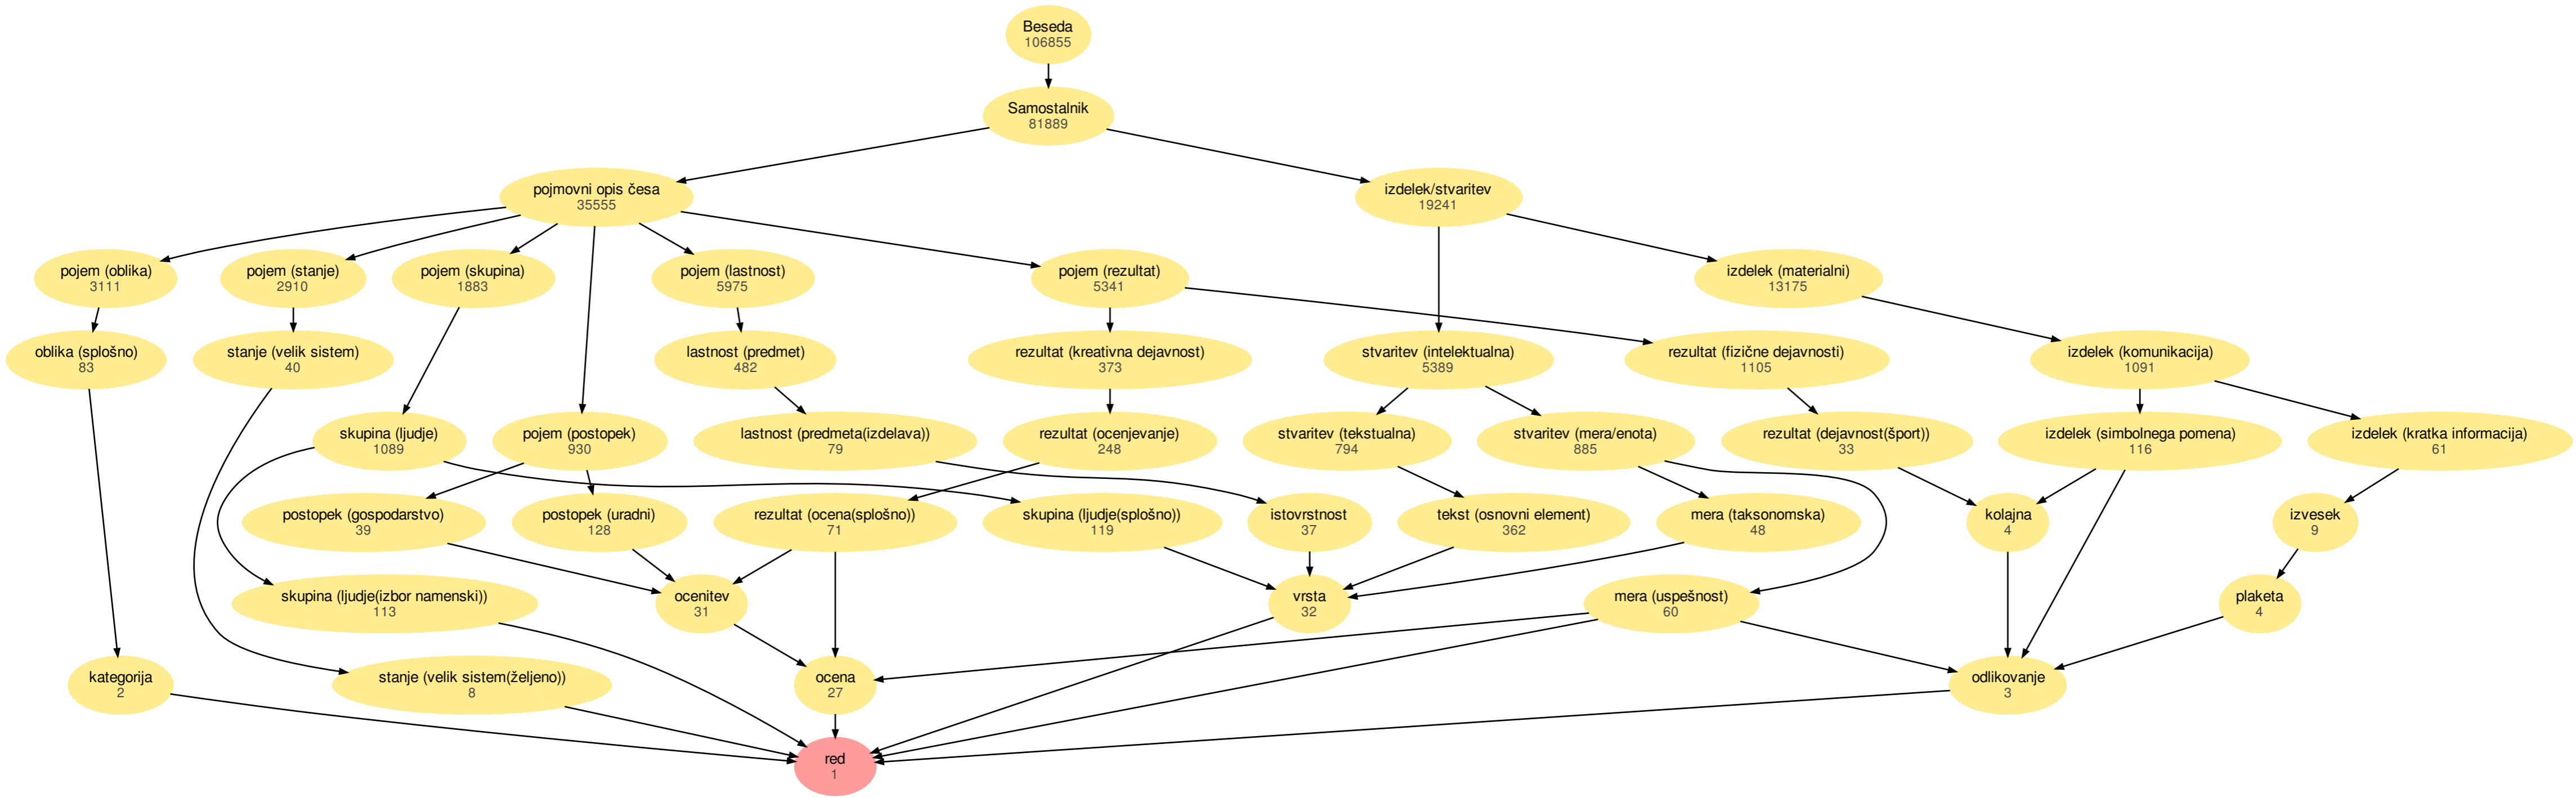 Beseda
106855
Samostalnik
81889
pojmovni opis česa
35555
izdelek/stvaritev
19241
pojem (oblika)
3111
pojem (stanje)
2910
pojem (skupina)
1883
pojem (lastnost)
5975
pojem (rezultat)
5341
izdelek (materialni)
13175
oblika (splošno)
83
stanje (velik sistem)
40
lastnost (predmet)
482
rezultat (kreativna dejavnost)
373
stvaritev (intelektualna)
5389
rezultat (fizične dejavnosti)
1105
izdelek (komunikacija)
1091
skupina (ljudje)
1089
pojem (postopek)
930
lastnost (predmeta(izdelava))
79
rezultat (ocenjevanje)
248
stvaritev (tekstualna)
794
stvaritev (mera/enota)
885
rezultat (dejavnost(šport))
33
izdelek (simbolnega pomena)
116
izdelek (kratka informacija)
61
postopek (gospodarstvo)
39
postopek (uradni)
128
rezultat (ocena(splošno))
71
skupina (ljudje(splošno))
119
istovrstnost
37
tekst (osnovni element)
362
mera (taksonomska)
48
kolajna
4
izvesek
9
skupina (ljudje(izbor namenski))
113
ocenitev
31
vrsta
32
mera (uspešnost)
60
plaketa
4
kategorija
2
stanje (velik sistem(željeno))
8
ocena
27
odlikovanje
3
red
1